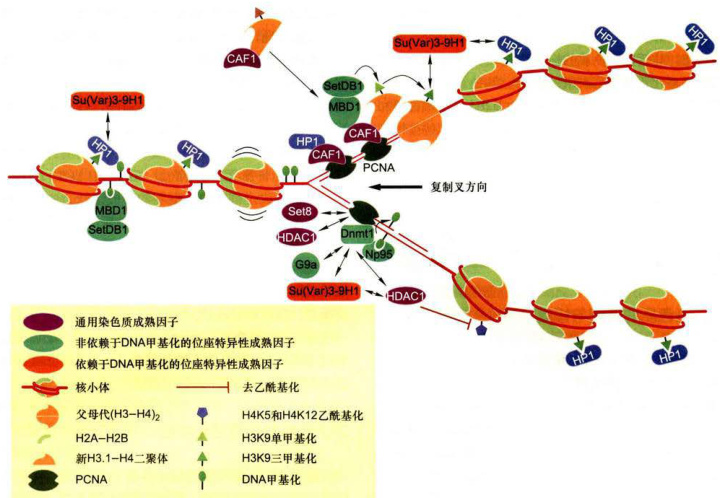 CAF1
Su(Var)3-9H1
HP1
HP1
HP1
SetDB1
MBD1
Su(Var)3-9H1
HP1
HP1
HP1
CAF1
CAF1
PCNA
MBD1
SetDB1
复制叉方向
Set8
HDAC1
Dnmt1
Np95
G9a
Su(Var)3-9H1
HDAC1
HP1
HP1
通用染色质成熟因子
非依赖于DNA甲基化的位座特异性成熟因子
依赖于DNA甲基化的位座特异性成熟因子
核小体
去乙酰基化
父母代(H3-H4)2
H4K5和H4K12乙酰基化
H2A-H2B
H3K9单甲基化
新H3.1-H4二聚体
H3K9三甲基化
PCNA
DNA甲基化